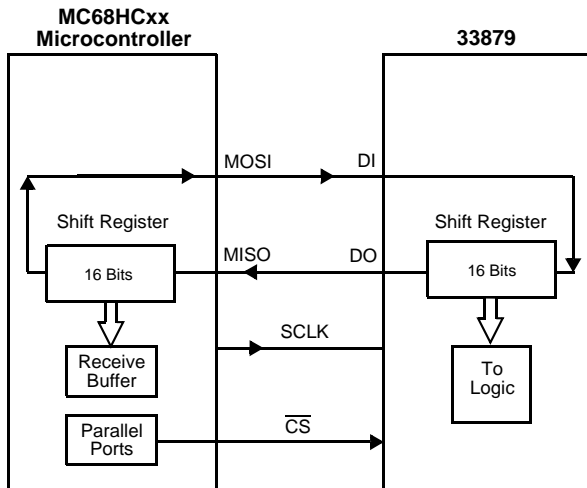 MC68HCxx
Microcontroller
33879
MOSI
DI
Shift Register
Shift Register
MISO
DO
16 Bits
16 Bits
SCLK
Receive
Buffer
To
Logic
Parallel
Ports
CS